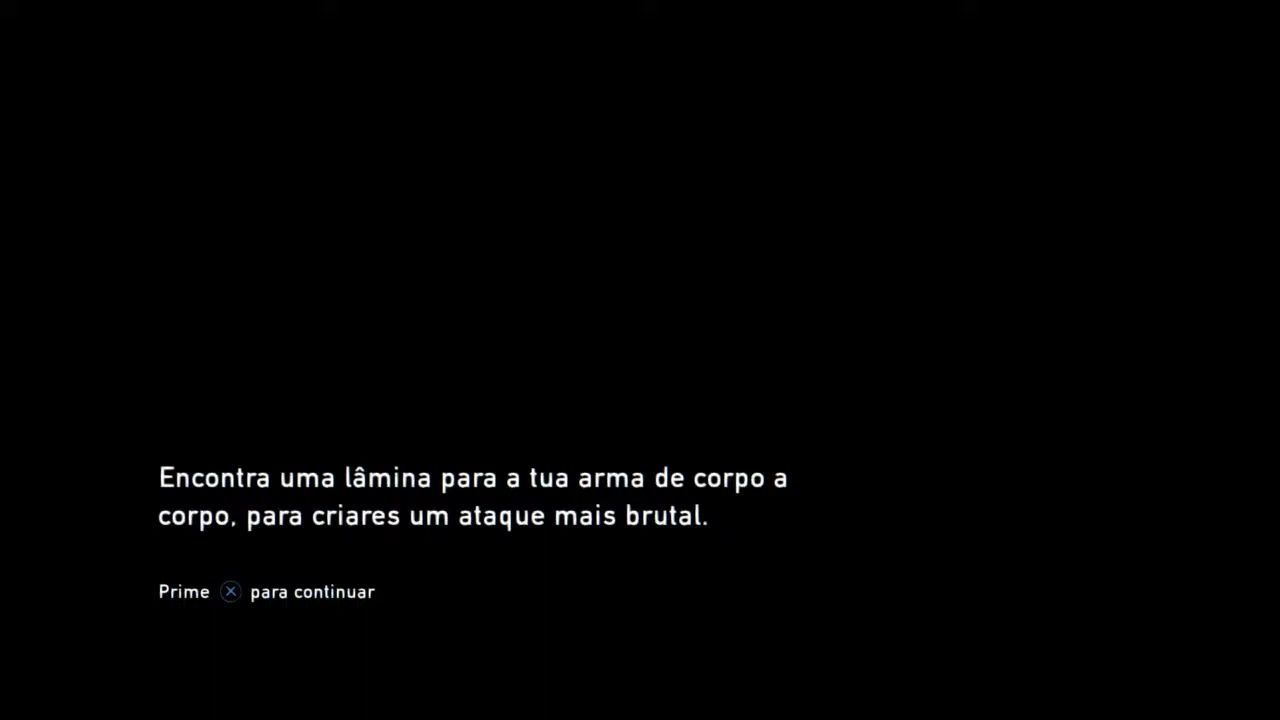 Encontra uma lâmina para a tua arma de corpo a
corpo, para criares um ataque mais brutal.
Prime ⓧ para continuar